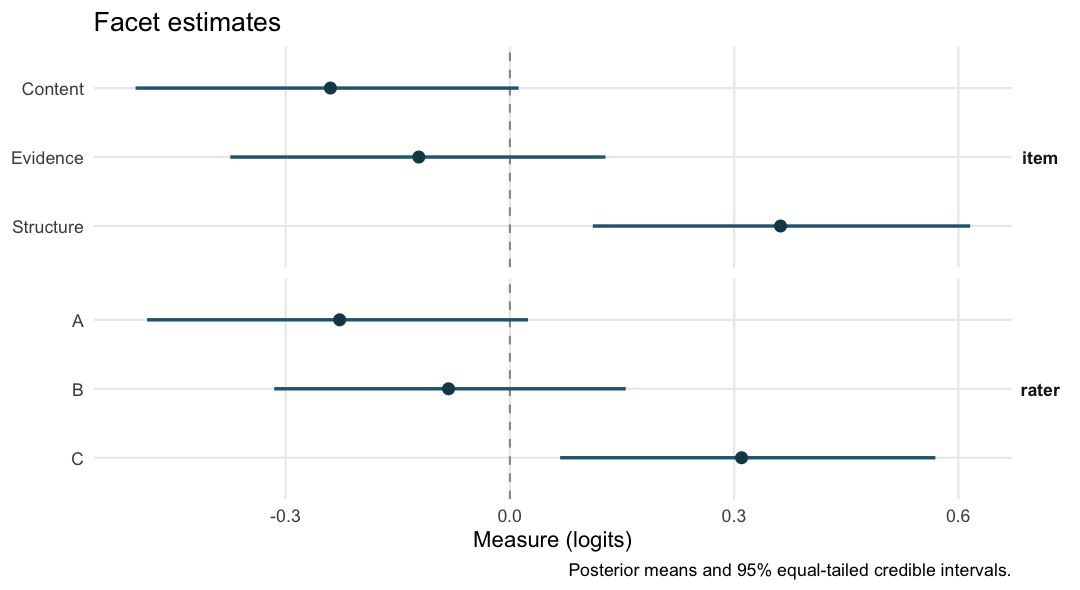 Facet estimates
Content
Evidence
item
Structure
A
B
rater
C
-0.3 0.0 0.3 0.6
Measure (logits)
Posterior means and 95% equal-tailed credible intervals.